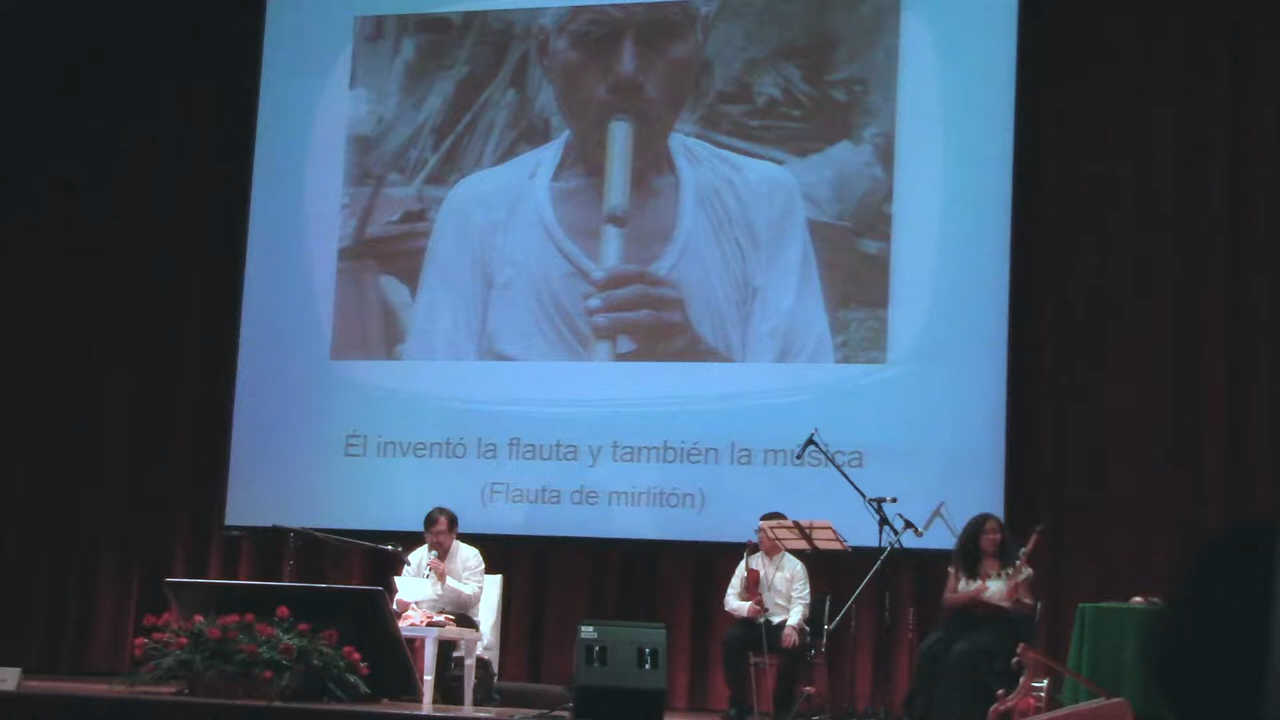 Él inventó la flauta y también la música
(Flauta de mirlitón)